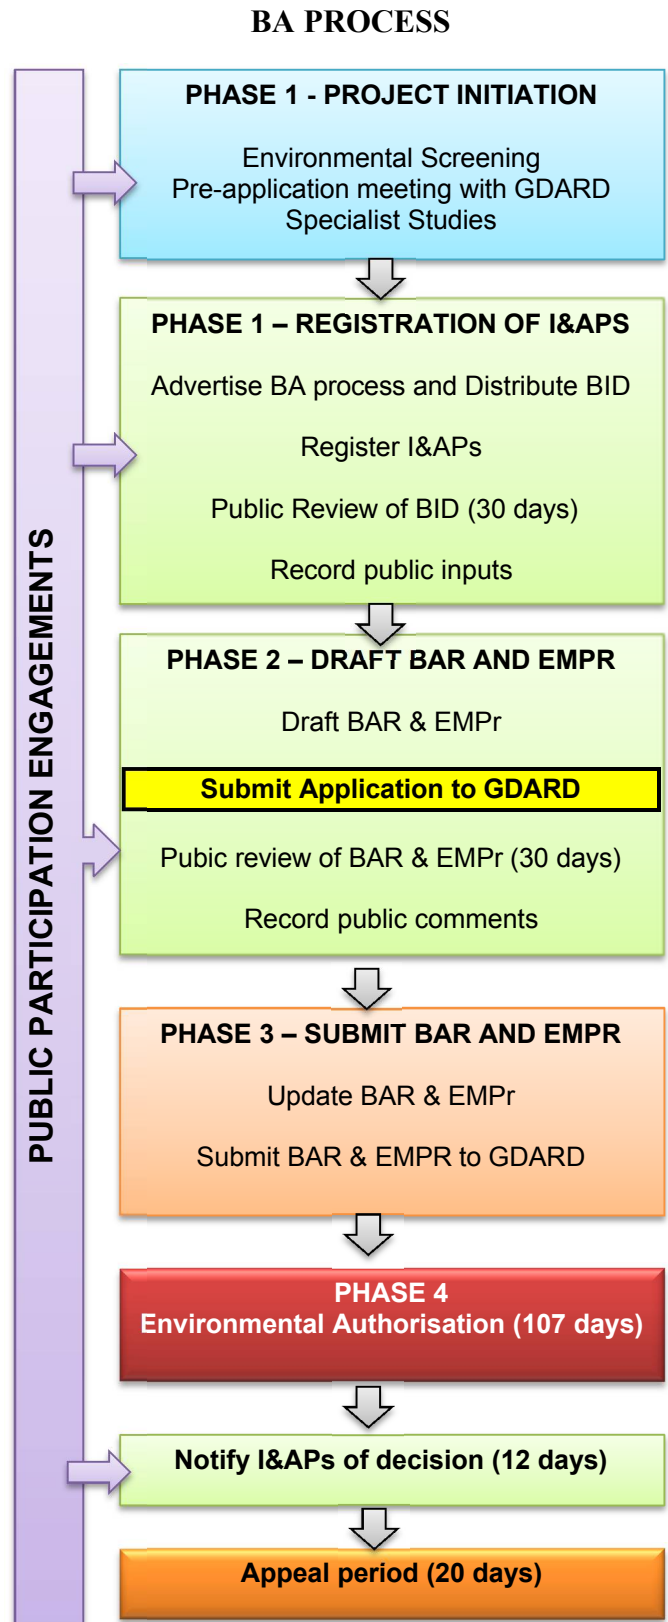 BA PROCESS
PUBLIC PARTICIPATION ENGAGEMENTS
PHASE 1 - PROJECT INITIATION
Environmental Screening
Pre-application meeting with GDARD
Specialist Studies
PHASE 1 – REGISTRATION OF I&APS
Advertise BA process and Distribute BID
Register I&APs
Public Review of BID (30 days)
Record public inputs
PHASE 2 – DRAFT BAR AND EMPR
Draft BAR & EMPr
Submit Application to GDARD
Pubic review of BAR & EMPr (30 days)
Record public comments
PHASE 3 – SUBMIT BAR AND EMPR
Update BAR & EMPr
Submit BAR & EMPR to GDARD
PHASE 4
Environmental Authorisation (107 days)
Notify I&APs of decision (12 days)
Appeal period (20 days)